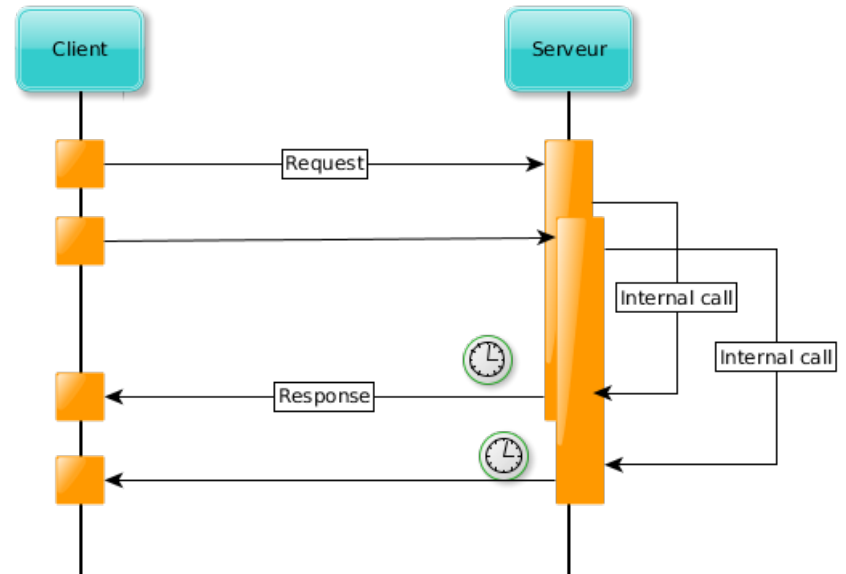 Client
Serveur
Request
Internal call
Internal call
Response